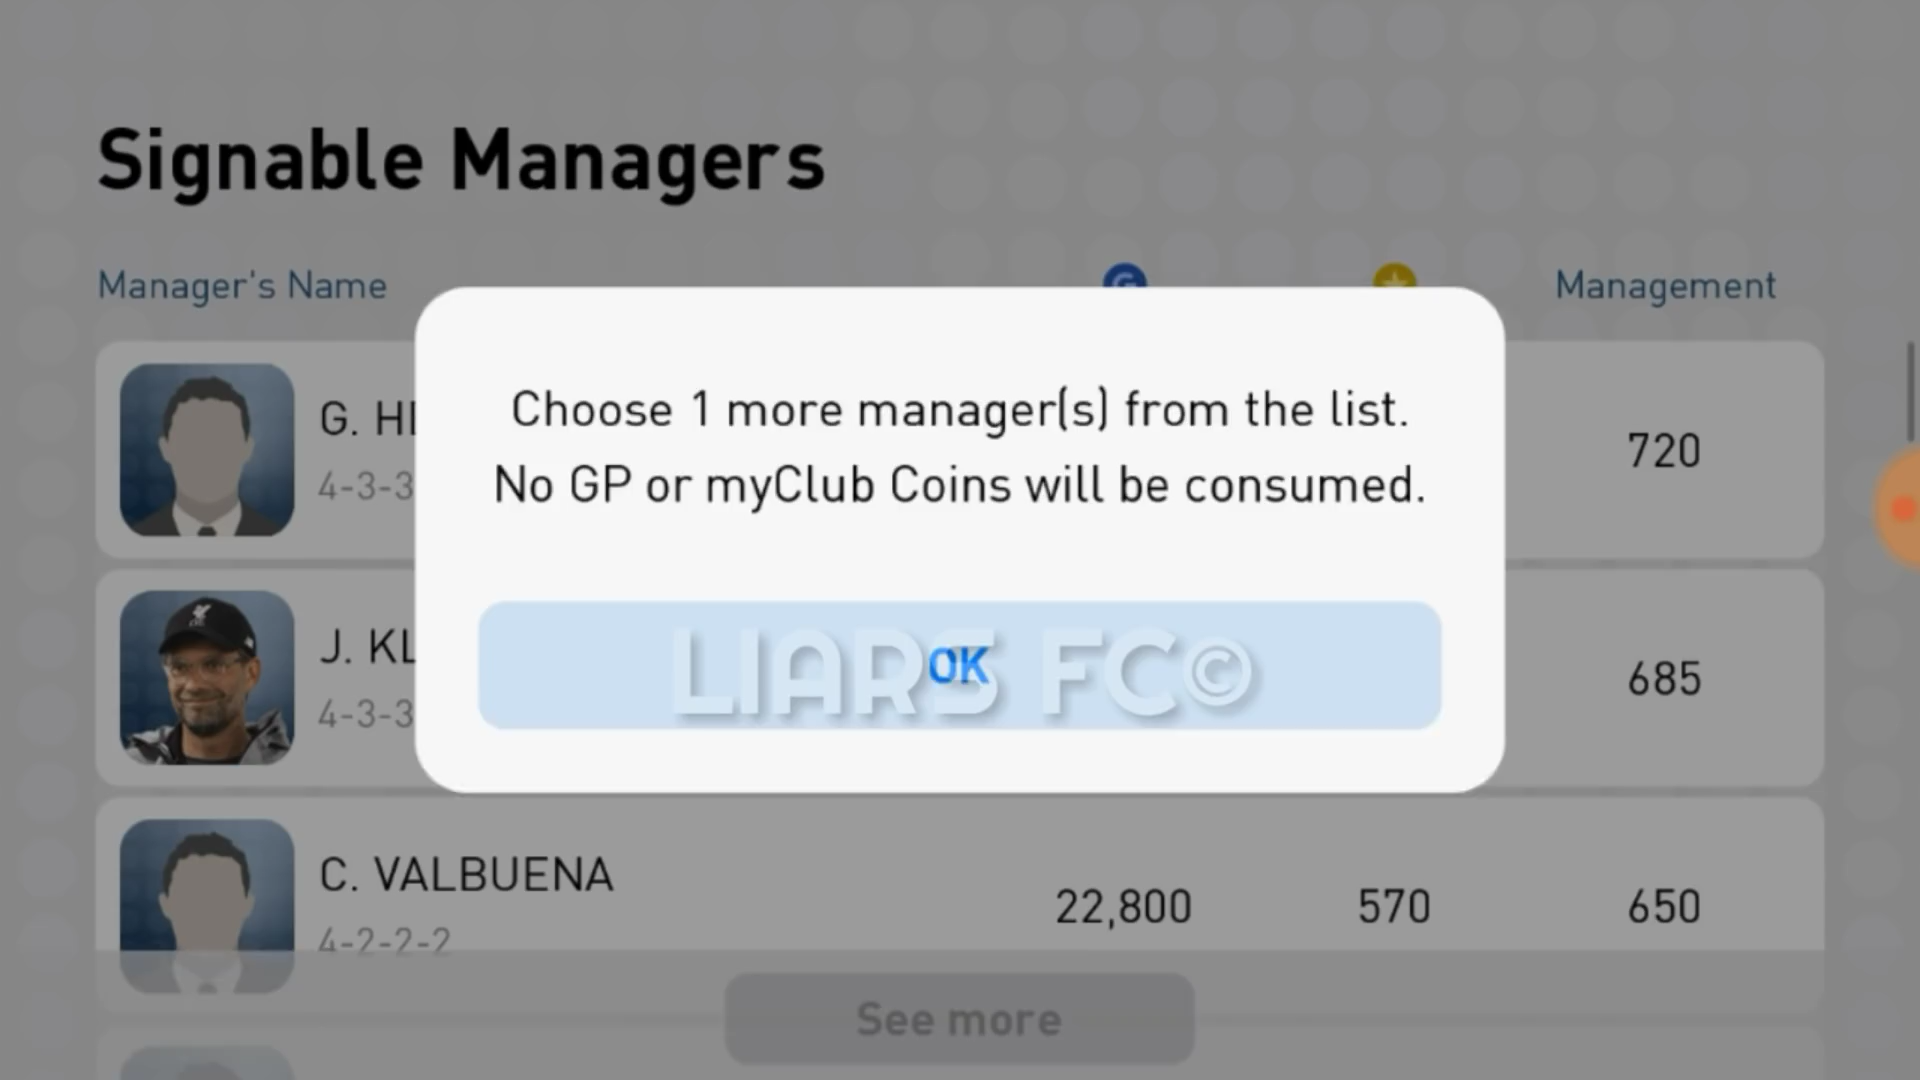 Signable Managers
Manager's Name
Management
G.
4-3-3
720
Choose 1 more manager(s) from the list.
No GP or myClub Coins will be consumed.
J. KL
4-3-3
685
OK
LIARS FC©
C. VALBUENA
22,800
570
650
4-2-2-2
See more